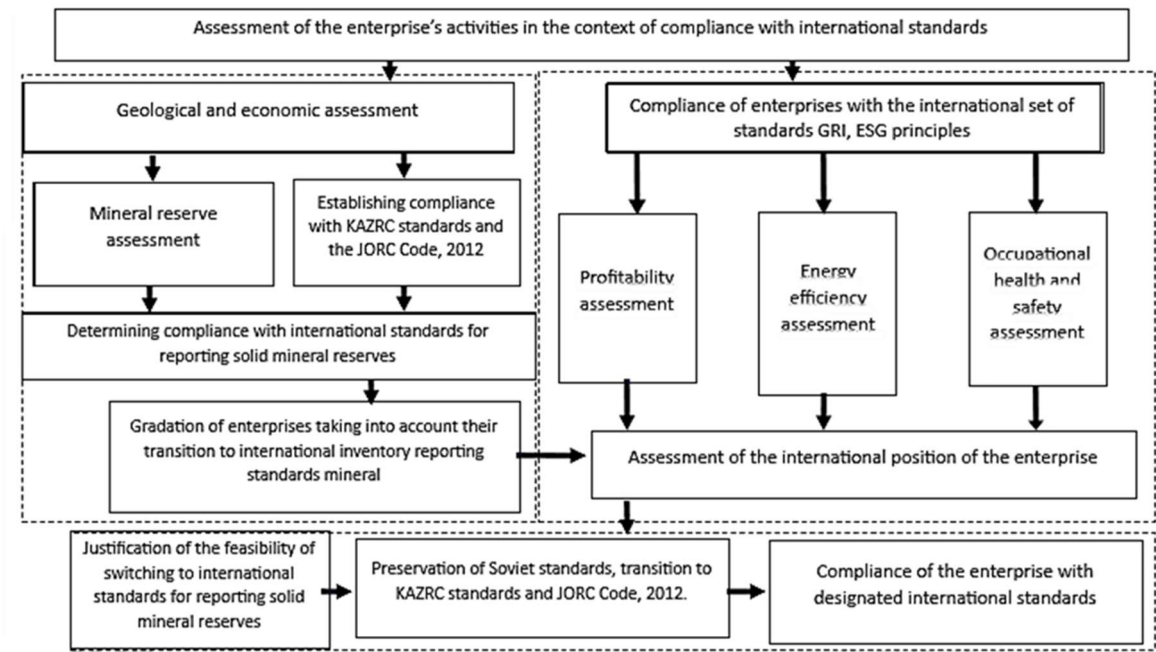 Assessment of the enterprise's activities in the context of compliance with international standards
Geological and economic assessment
Compliance of enterprises with the international set of
standards GRI, ESG principles
Mineral reserve
assessment
Establishing compliance
with KAZRC standards and
the JORC Code, 2012
Profitability
assessment
Energy
efficiency
assessment
Occupational
health and
safety
assessment
Determining compliance with international standards for
reporting solid mineral reserves
Gradation of enterprises taking into account their
transition to international inventory reporting
standards mineral
Assessment of the international position of the enterprise
Justification of the feasibility of
switching to international
standards for reporting solid
mineral reserves
Preservation of Soviet standards, transition to
KAZRC standards and JORC Code, 2012.
Compliance of the enterprise with
designated international standards